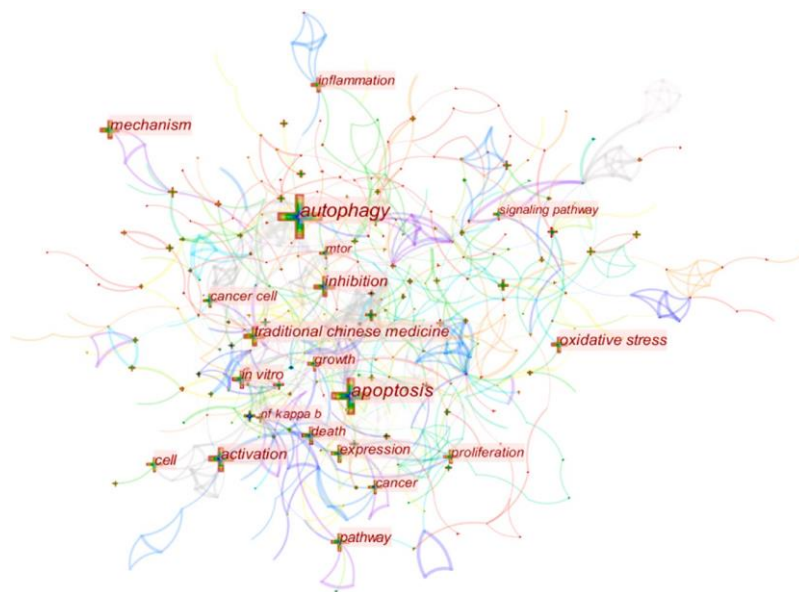 inflammation
mechanism
autophagy
signaling pathway
mtor
inhibition
cancer cell
traditional chinese medicine
oxidative stress
growth
in vitro
apoptosis
nf kappa b
death
expression
proliferation
activation
cell
cancer
pathway